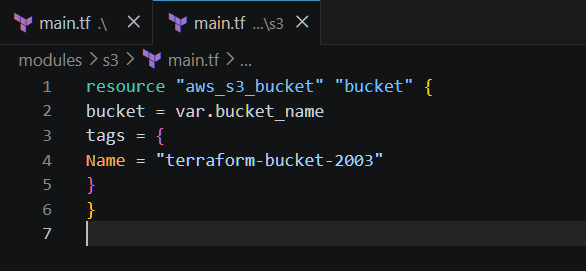 main.tf .\ × main.tf ...\s3 ×
modules > s3 > main.tf > ...
1 resource "aws_s3_bucket" "bucket" {
2 bucket = var.bucket_name
3 tags = {
4 Name = "terraform-bucket-2003"
5 }
6 }
7